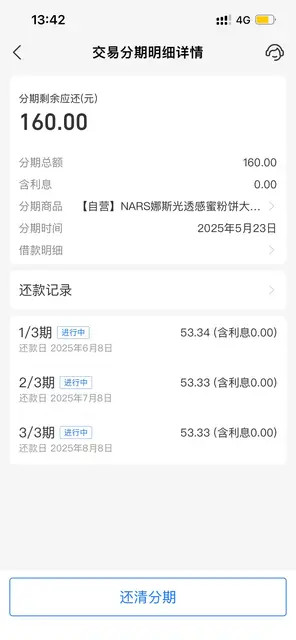 13:42
4G
交易分期明细详情
分期剩余应还(元)
160.00
分期总额 160.00
含利息 0.00
分期商品 【自营】NARS娜斯光透感蜜粉饼大...
分期时间 2025年5月23日
借款明细
还款记录
1/3期 进行中 53.34 (含利息0.00)
还款日 2025年6月8日
2/3期 进行中 53.33 (含利息0.00)
还款日 2025年7月8日
3/3期 进行中 53.33 (含利息0.00)
还款日 2025年8月8日
还清分期